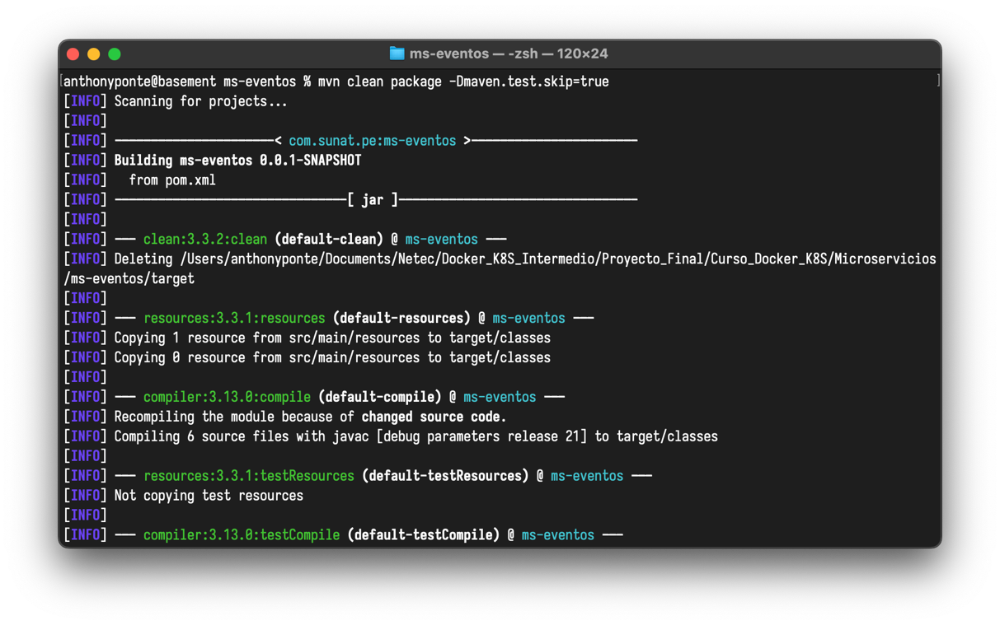 ms-eventos — -zsh — 120×24
[anthonyponte@basement ms-eventos % mvn clean package -Dmaven.test.skip=true ]
[INFO] Scanning for projects...
[INFO]
[INFO] ----------------------< com.sunat.pe:ms-eventos >-----------------------
[INFO] Building ms-eventos 0.0.1-SNAPSHOT
[INFO]   from pom.xml
[INFO] --------------------------------[ jar ]---------------------------------
[INFO]
[INFO] --- clean:3.3.2:clean (default-clean) @ ms-eventos ---
[INFO] Deleting /Users/anthonyponte/Documents/Netec/Docker_K8S_Intermedio/Proyecto_Final/Curso_Docker_K8S/Microservicios
/ms-eventos/target
[INFO]
[INFO] --- resources:3.3.1:resources (default-resources) @ ms-eventos ---
[INFO] Copying 1 resource from src/main/resources to target/classes
[INFO] Copying 0 resource from src/main/resources to target/classes
[INFO]
[INFO] --- compiler:3.13.0:compile (default-compile) @ ms-eventos ---
[INFO] Recompiling the module because of changed source code.
[INFO] Compiling 6 source files with javac [debug parameters release 21] to target/classes
[INFO]
[INFO] --- resources:3.3.1:testResources (default-testResources) @ ms-eventos ---
[INFO] Not copying test resources
[INFO]
[INFO] --- compiler:3.13.0:testCompile (default-testCompile) @ ms-eventos ---